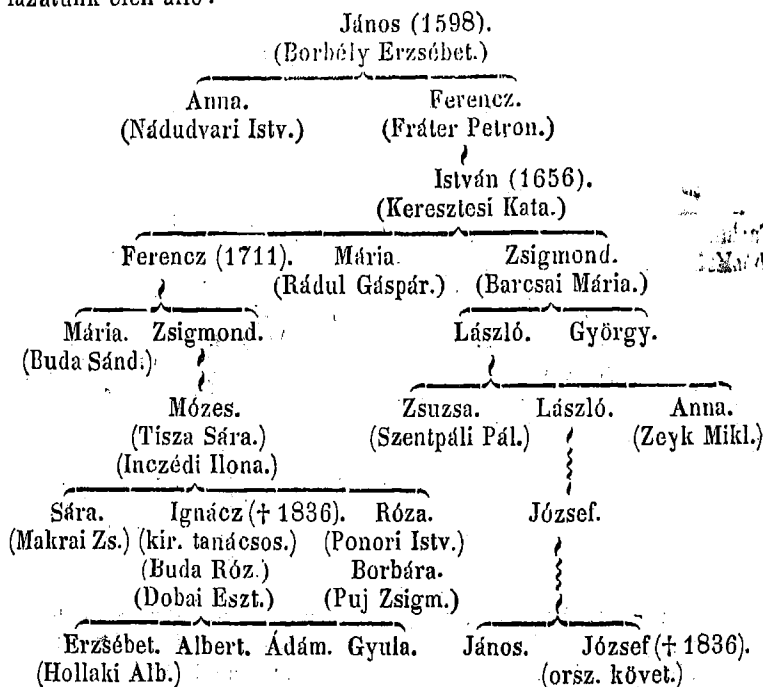 János (1598).
(Borbély Erzsébet.)
Anna. Ferencz.
(Nádudvari Istv.) (Fráter Petron.)
István (1656).
(Keresztesi Kata.)
Ferencz (1711). Mária. Zsigmond.
(Rádul Gáspár.) (Barcsai Mária.)
Mária. Zsigmond. László. György.
(Buda Sánd.)
Mózes. Zsuzsa. László. Anna.
(Tisza Sára.) (Szentpáli Pál.) (Zeyk Mikl.)
(Inczédi Ilona.)
Sára. Ignácz († 1836). Róza. József.
(Makrai Zs.) (kir. tanácsos.) (Ponori Istv.)
(Buda Róz.) Borbára.
(Dobai Eszt.) (Puj Zsigm.)
Erzsébet. Albert. Ádám. Gyula. János. József († 1836).
(Hollaki Alb.) (orsz. követ.)